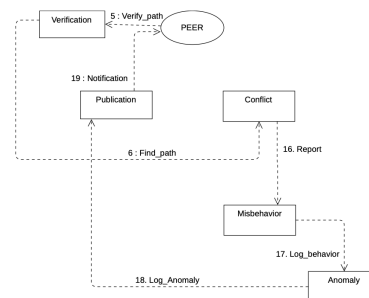 5 : Verify_path
Verification
PEER
19 : Notification
Publication
Conflict
6 : Find_path
16. Report
Misbehavior
17. Log_behavior
18. Log_Anomaly
Anomaly